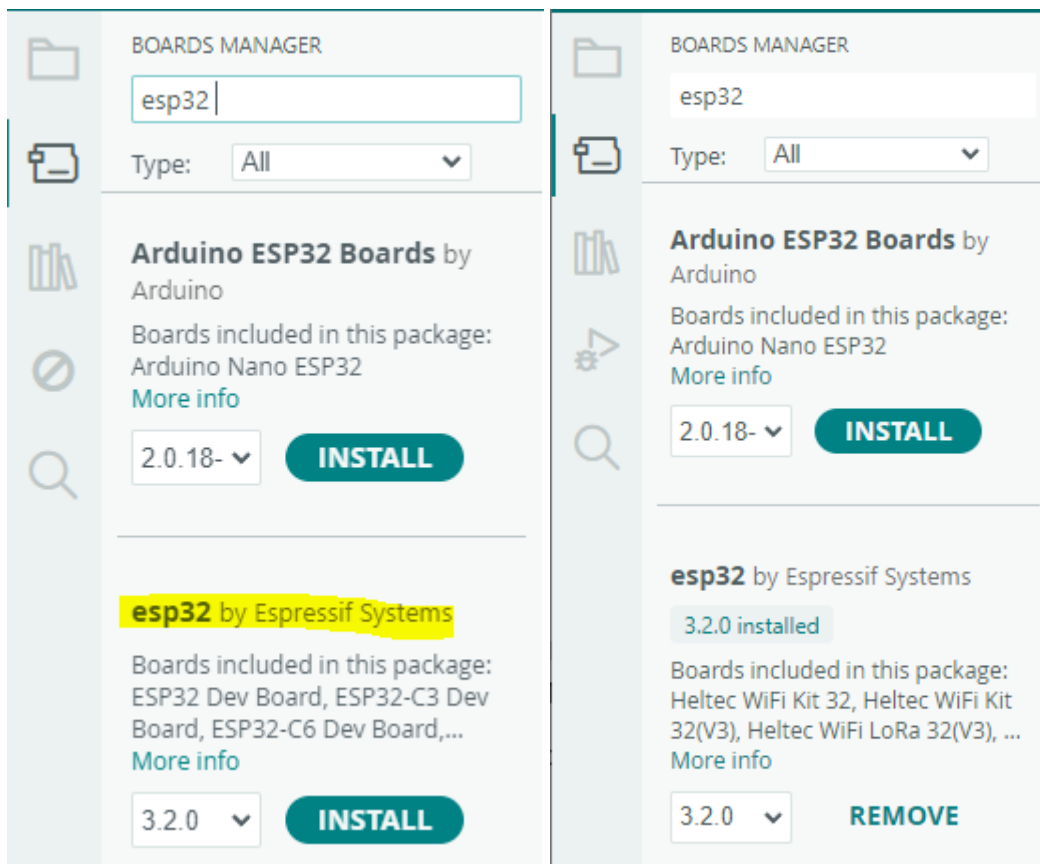 BOARDS MANAGER
esp32
Type: All
Arduino ESP32 Boards by
Arduino
Boards included in this package:
Arduino Nano ESP32
More info
2.0.18- INSTALL
esp32 by Espressif Systems
Boards included in this package:
ESP32 Dev Board, ESP32-C3 Dev
Board, ESP32-C6 Dev Board,...
More info
3.2.0 INSTALL
BOARDS MANAGER
esp32
Type: All
Arduino ESP32 Boards by
Arduino
Boards included in this package:
Arduino Nano ESP32
More info
2.0.18- INSTALL
esp32 by Espressif Systems
3.2.0 installed
Boards included in this package:
Heltec WiFi Kit 32, Heltec WiFi Kit
32(V3), Heltec WiFi LoRa 32(V3), ...
More info
3.2.0 REMOVE